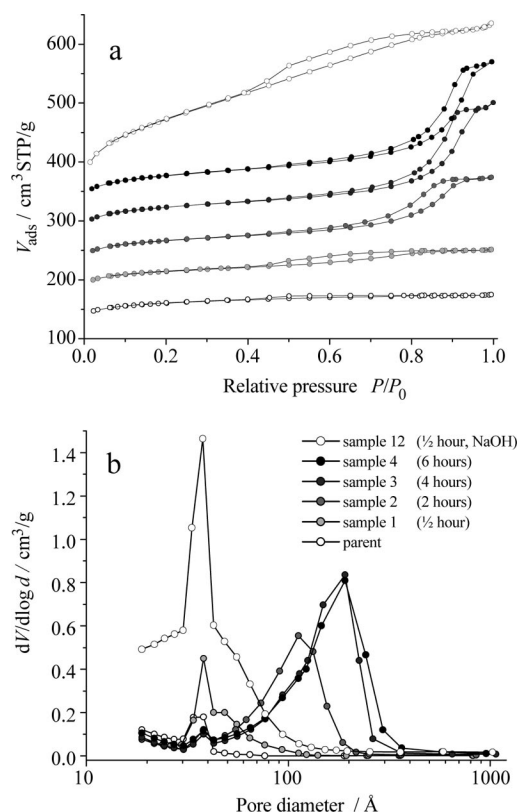 a
600
500
400
300
200
100
V_ads / cm³ STP/g
0.0 0.2 0.4 0.6 0.8 1.0
Relative pressure P/P₀
b
sample 12 (½ hour, NaOH)
sample 4 (6 hours)
sample 3 (4 hours)
sample 2 (2 hours)
sample 1 (½ hour)
parent
1.4
1.2
1.0
0.8
0.6
0.4
0.2
0.0
dV/dlog d / cm³/g
10 100 1000
Pore diameter / Å